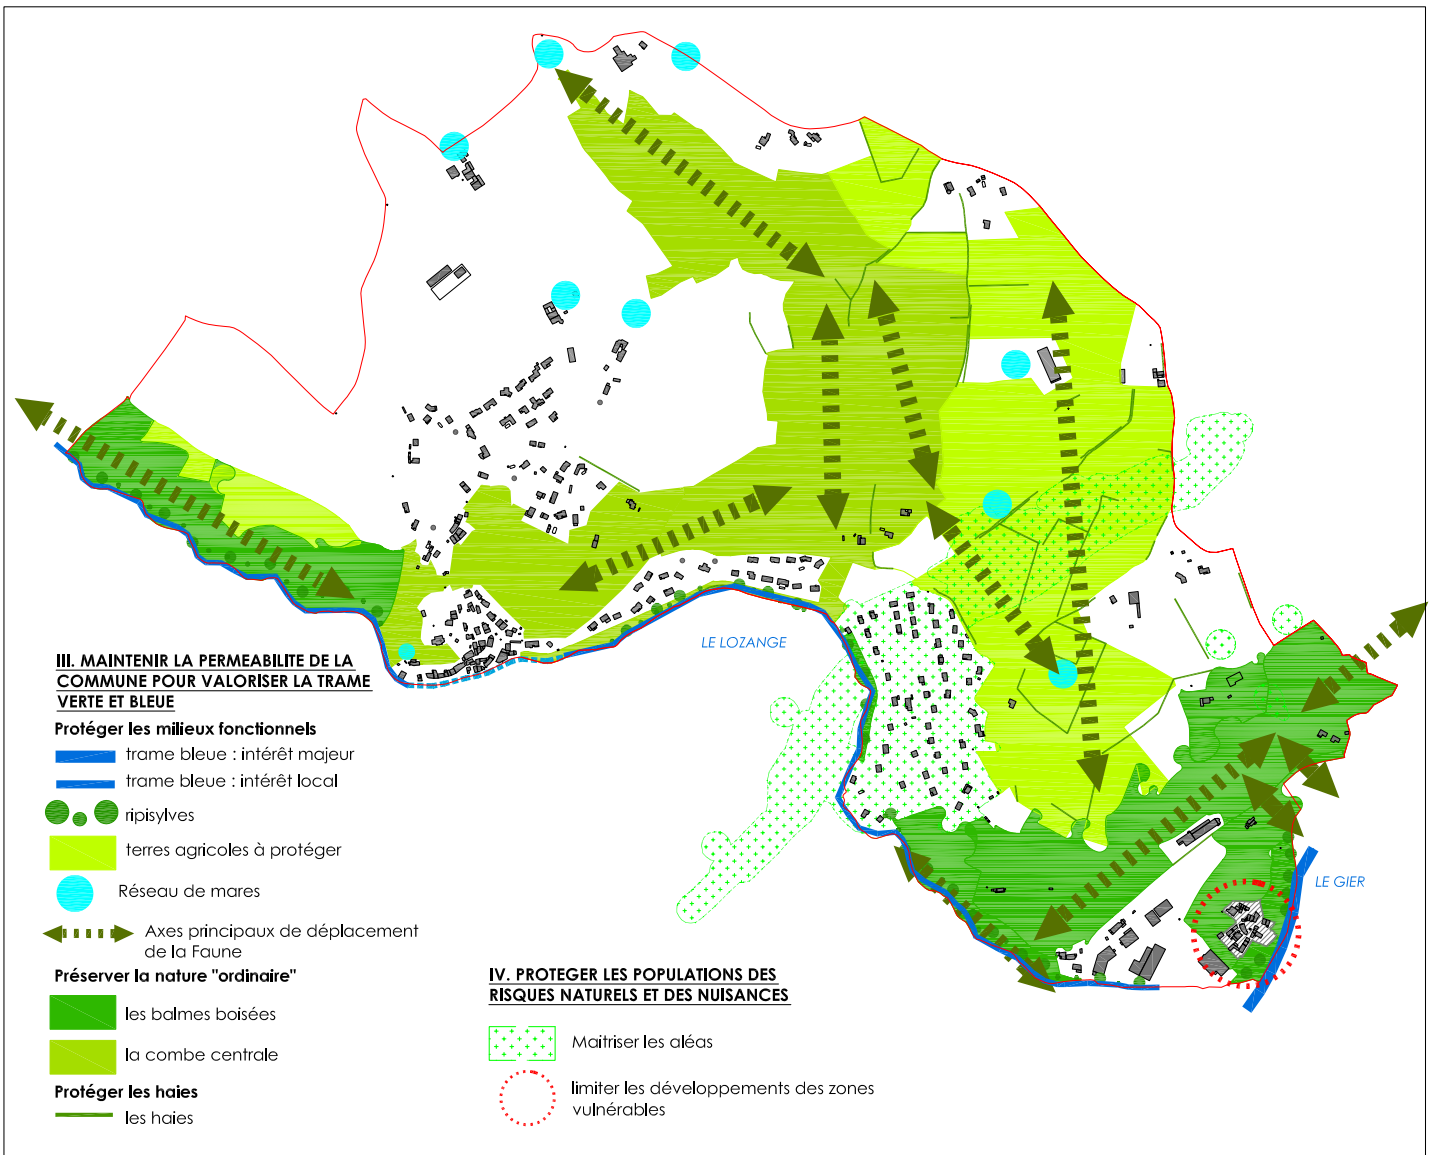 LE LOZANGE
LE GIER
III. MAINTENIR LA PERMEABILITE DE LA
COMMUNE POUR VALORISER LA TRAME
VERTE ET BLEUE
Protéger les milieux fonctionnels
trame bleue : intérêt majeur
trame bleue : intérêt local
ripisylves
terres agricoles à protéger
Réseau de mares
Axes principaux de déplacement
de la Faune
Préserver la nature "ordinaire"
les balmes boisées
la combe centrale
Protéger les haies
les haies
IV. PROTEGER LES POPULATIONS DES
RISQUES NATURELS ET DES NUISANCES
Maitriser les aléas
limiter les développements des zones
vulnérables